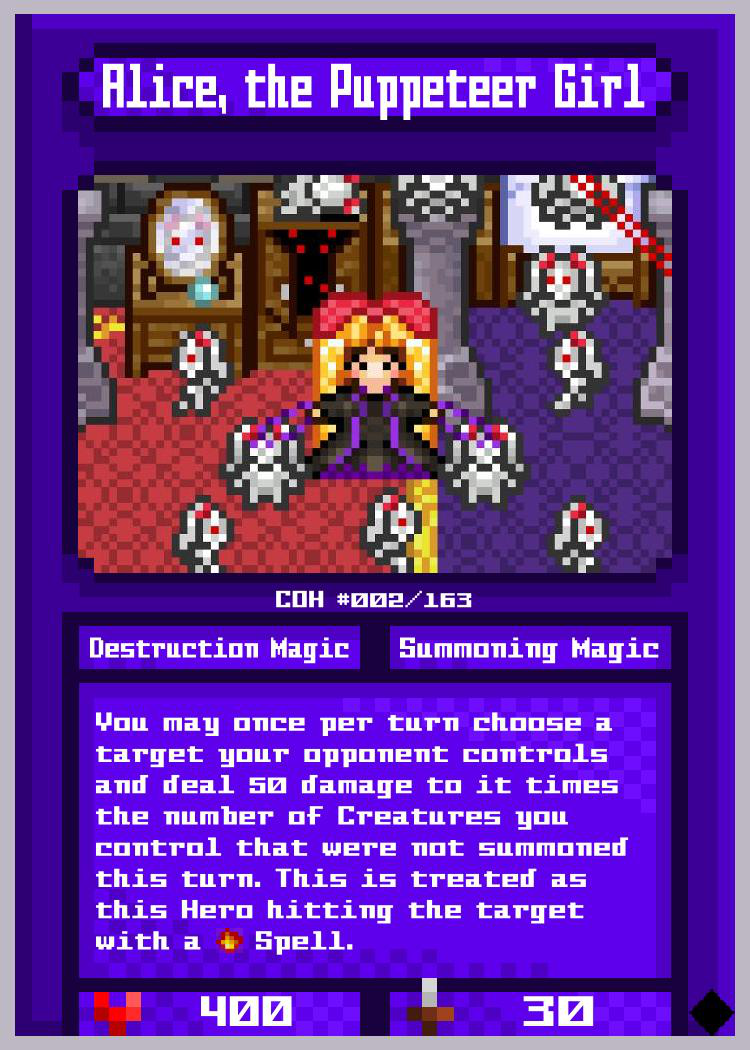 Alice, the Puppeteer Girl
COH #002/163
Destruction Magic
Summoning Magic
You may once per turn choose a
target your opponent controls
and deal 50 damage to it times
the number of Creatures you
control that were not summoned
this turn. This is treated as
this Hero hitting the target
with a Spell.
400
30